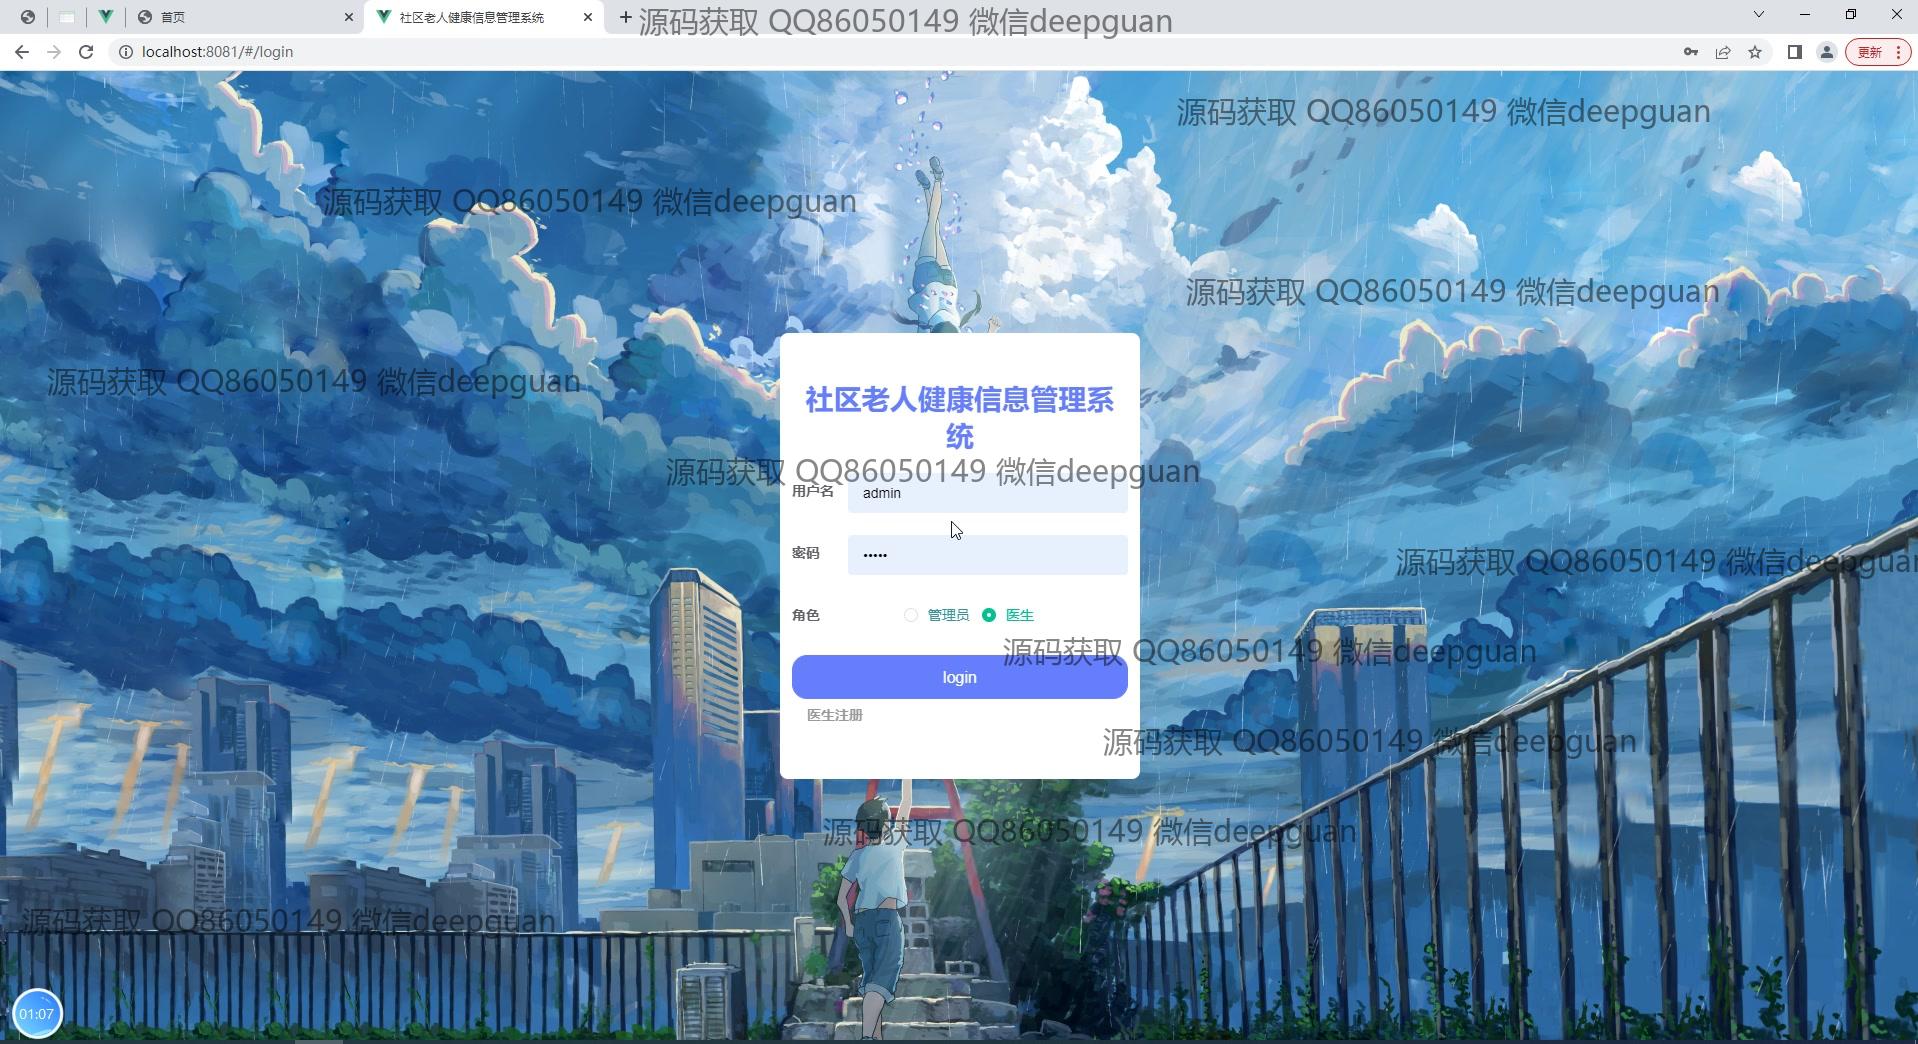 首页
社区老人健康信息管理系统
源码获取 QQ86050149 微信deepguan
localhost:8081/#/login
更新
源码获取 QQ86050149 微信deepguan
源码获取 QQ86050149 微信deepguan
源码获取 QQ86050149 微信deepguan
源码获取 QQ86050149 微信deepguan
社区老人健康信息管理系
统
源码获取 QQ86050149 微信deepguan
用户名
admin
密码
•••••
源码获取 QQ86050149 微信deepguan
角色
管理员
医生
源码获取 QQ86050149 微信deepguan
login
医生注册
源码获取 QQ86050149 微信deepguan
源码获取 QQ86050149 微信deepguan
源码获取 QQ86050149 微信deepguan
01:07